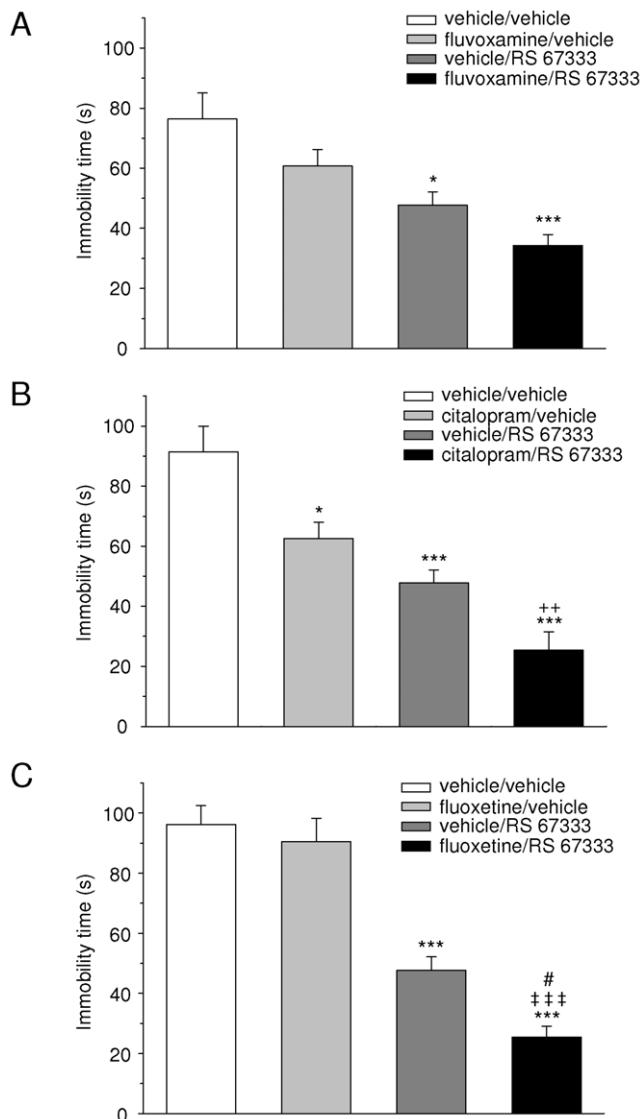 A
vehicle/vehicle
fluvoxamine/vehicle
vehicle/RS 67333
fluvoxamine/RS 67333
Immobility time (s)
100
80
60
40
20
0
*
***
B
vehicle/vehicle
citalopram/vehicle
vehicle/RS 67333
citalopram/RS 67333
Immobility time (s)
100
80
60
40
20
0
*
***
++
***
C
vehicle/vehicle
fluoxetine/vehicle
vehicle/RS 67333
fluoxetine/RS 67333
Immobility time (s)
100
80
60
40
20
0
***
#
‡‡‡
***